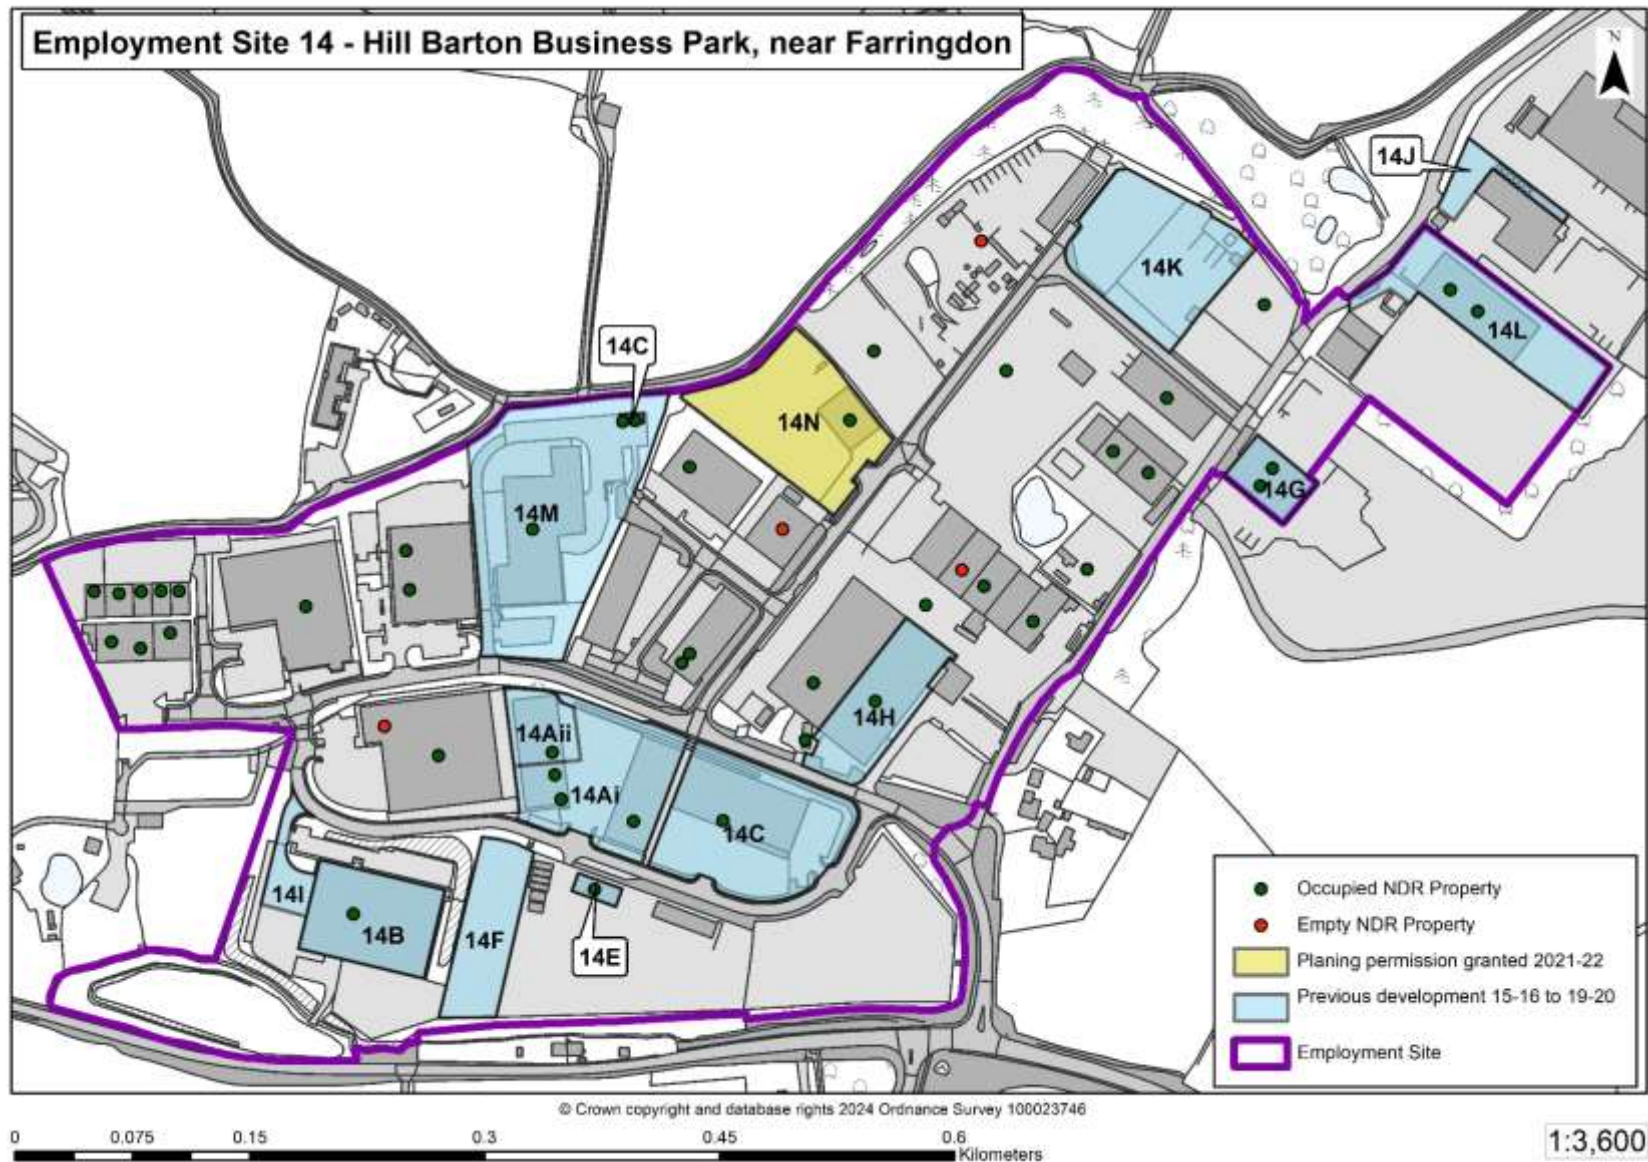 Employment Site 14 - Hill Barton Business Park, near Farringdon
N
14J
14K
14L
14C
14N
14M
14G
14H
14Aii
14Ai
14C
14I
14B
14F
14E
Occupied NDR Property
Empty NDR Property
Planing permission granted 2021-22
Previous development 15-16 to 19-20
Employment Site
© Crown copyright and database rights 2024 Ordnance Survey 100023746
0 0.075 0.15 0.3 0.45 0.6
Kilometers
1:3,600